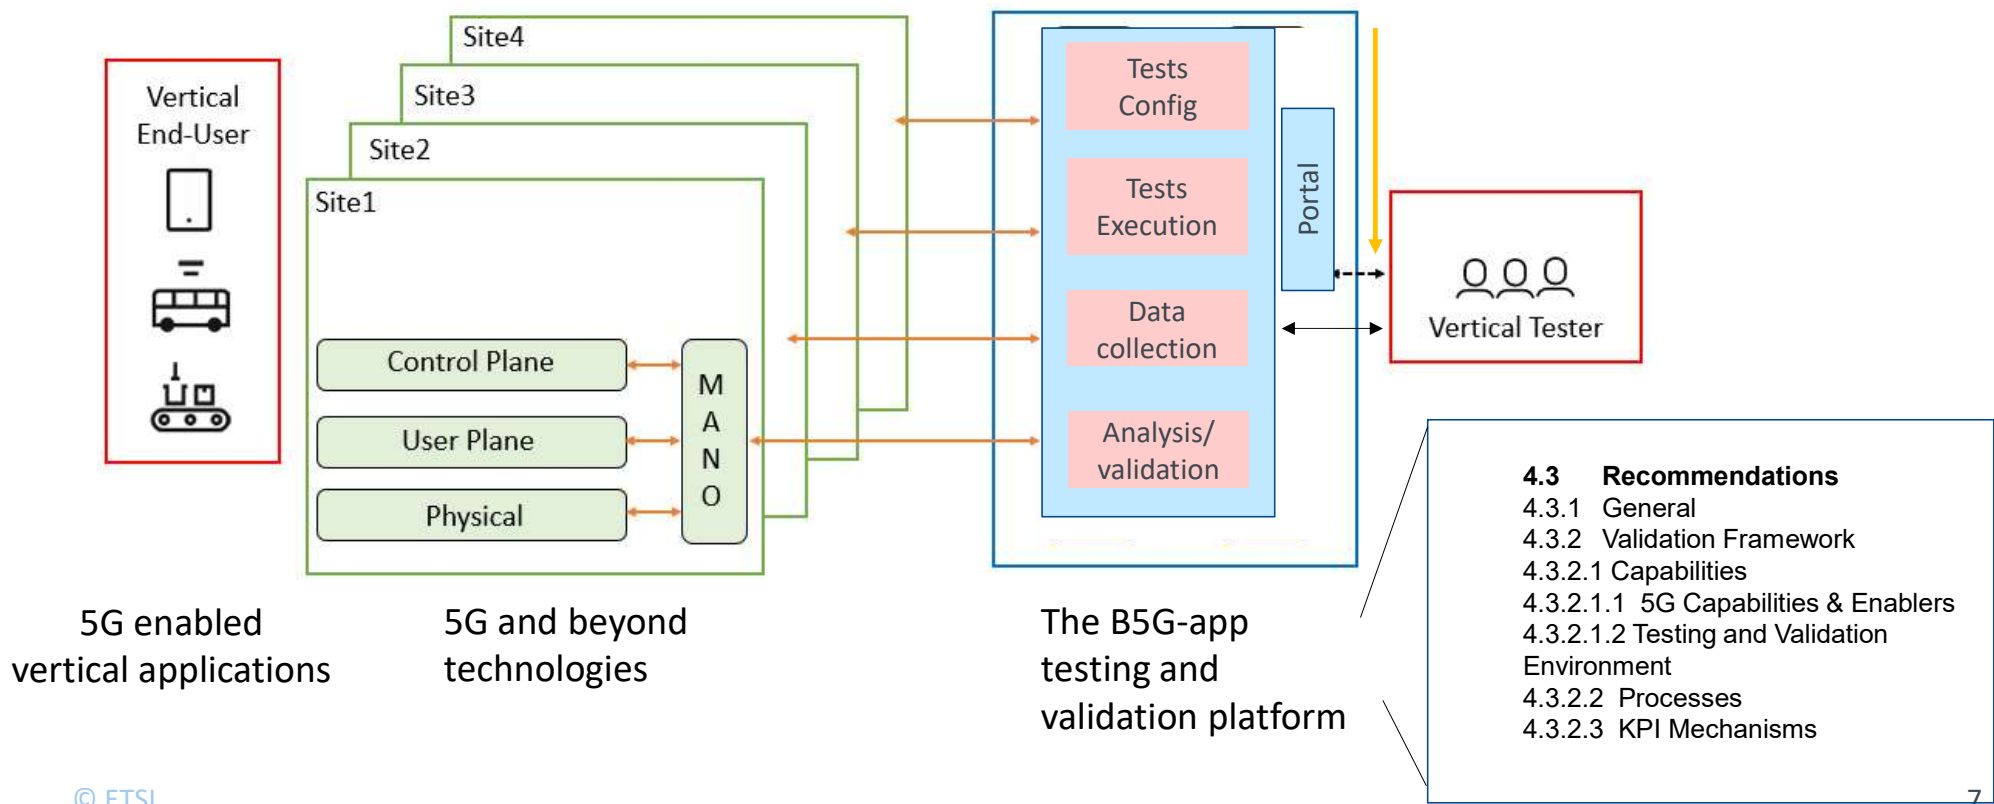 Vertical
End-User
Site4
Site3
Site2
Site1
Control Plane
User Plane
Physical
M
A
N
O
Tests
Config
Tests
Execution
Data
collection
Analysis/
validation
Portal
Vertical Tester
5G enabled
vertical applications
5G and beyond
technologies
The B5G-app
testing and
validation platform
4.3 Recommendations
4.3.1 General
4.3.2 Validation Framework
4.3.2.1 Capabilities
4.3.2.1.1 5G Capabilities & Enablers
4.3.2.1.2 Testing and Validation
Environment
4.3.2.2 Processes
4.3.2.3 KPI Mechanisms
© ETSI
7